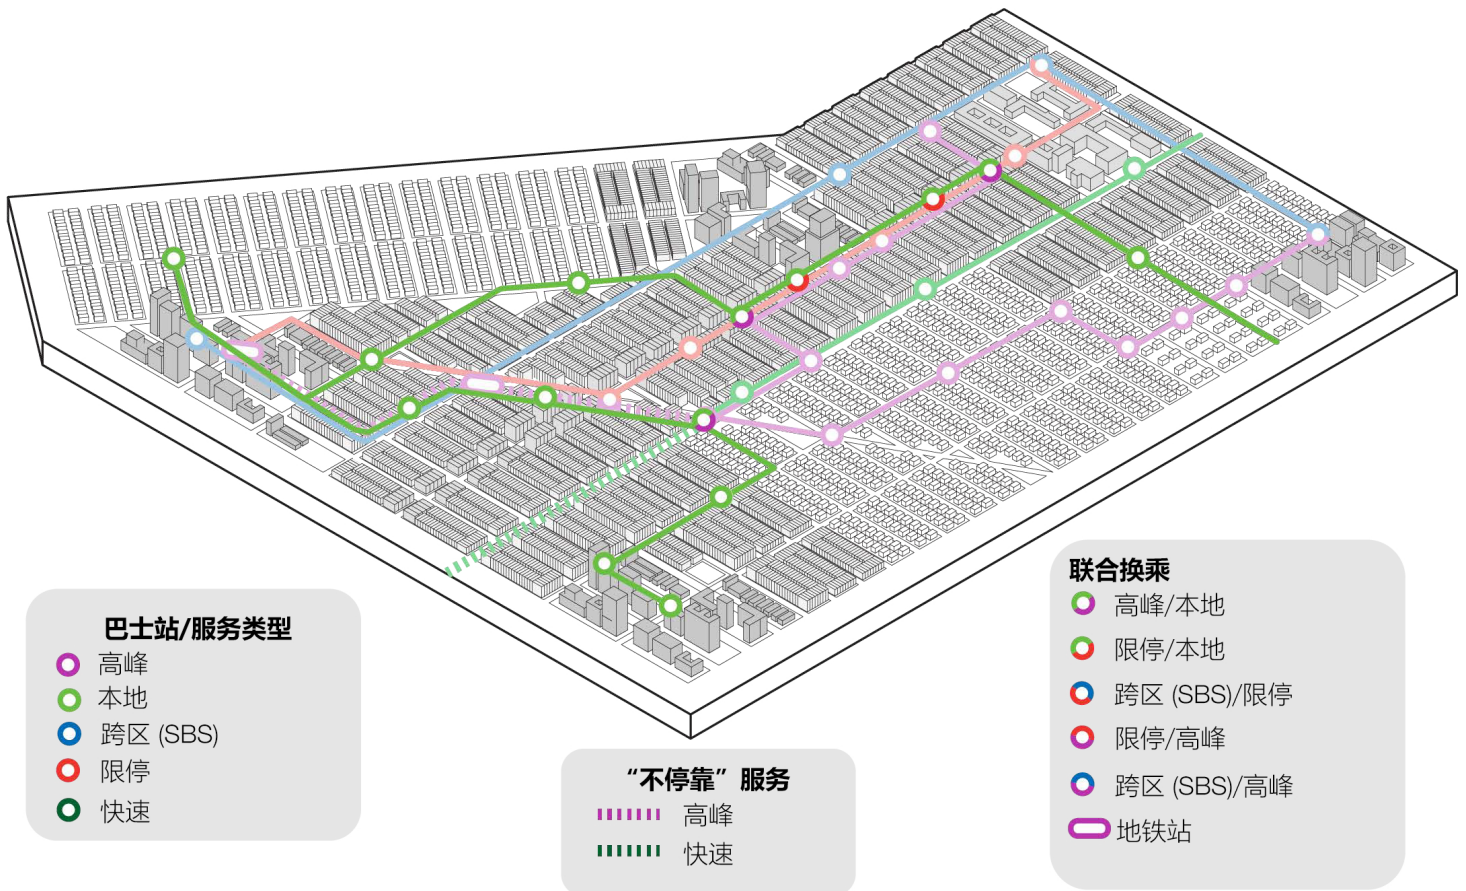 巴士站/服务类型
高峰
本地
跨区 (SBS)
限停
快速
“不停靠”服务
高峰
快速
联合换乘
高峰/本地
限停/本地
跨区 (SBS)/限停
限停/高峰
跨区 (SBS)/高峰
地铁站